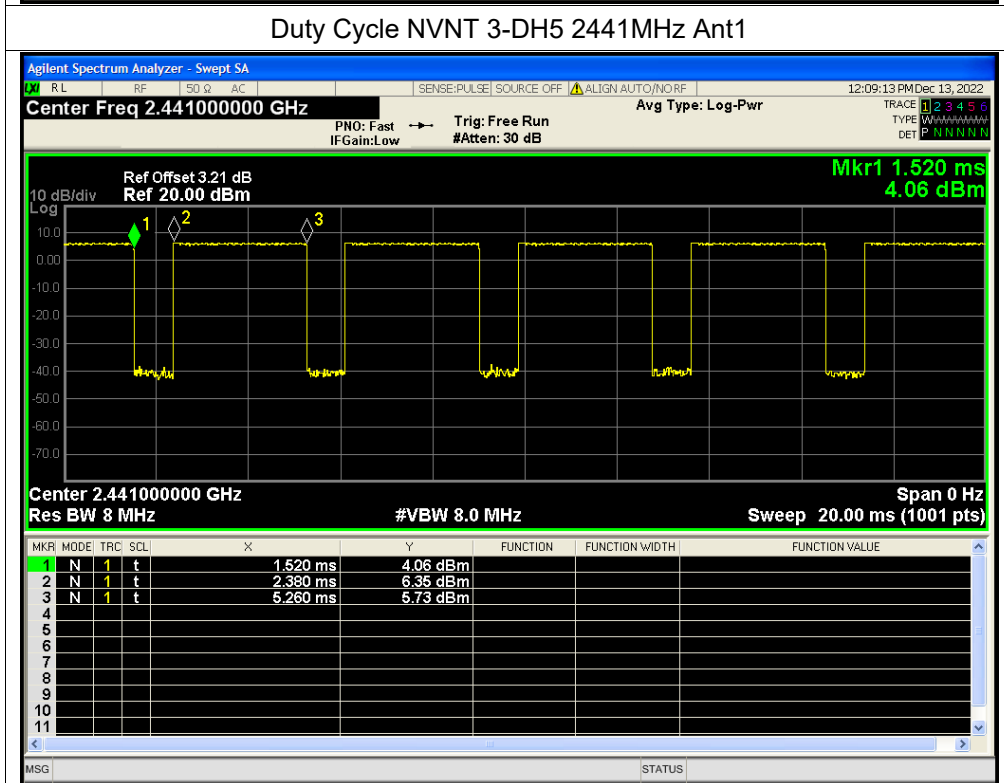 Duty Cycle NVNT 3-DH5 2441MHz Ant1
Agilent Spectrum Analyzer - Swept SA
LXI RL RF 50 Ω AC SENSE:PULSE SOURCE OFF ALIGN AUTO/NO RF 12:09:13 PM Dec 13, 2022
Center Freq 2.441000000 GHz Avg Type: Log-Pwr TRACE 1 2 3 4 5 6
PNO: Fast Trig: Free Run TYPE WWWWWW
IFGain:Low #Atten: 30 dB DET P N N N N N
Mkr1 1.520 ms
Ref Offset 3.21 dB
10 dB/div Ref 20.00 dBm 4.06 dBm
Log
1 2 3
10.0
0.00
-10.0
-20.0
-30.0
-40.0
-50.0
-60.0
-70.0
Center 2.441000000 GHz Span 0 Hz
Res BW 8 MHz #VBW 8.0 MHz Sweep 20.00 ms (1001 pts)
MKR MODE TRC SCL X Y FUNCTION FUNCTION WIDTH FUNCTION VALUE
1 N 1 t 1.520 ms 4.06 dBm
2 N 1 t 2.380 ms 6.35 dBm
3 N 1 t 5.260 ms 5.73 dBm
4
5
6
7
8
9
10
11
MSG STATUS